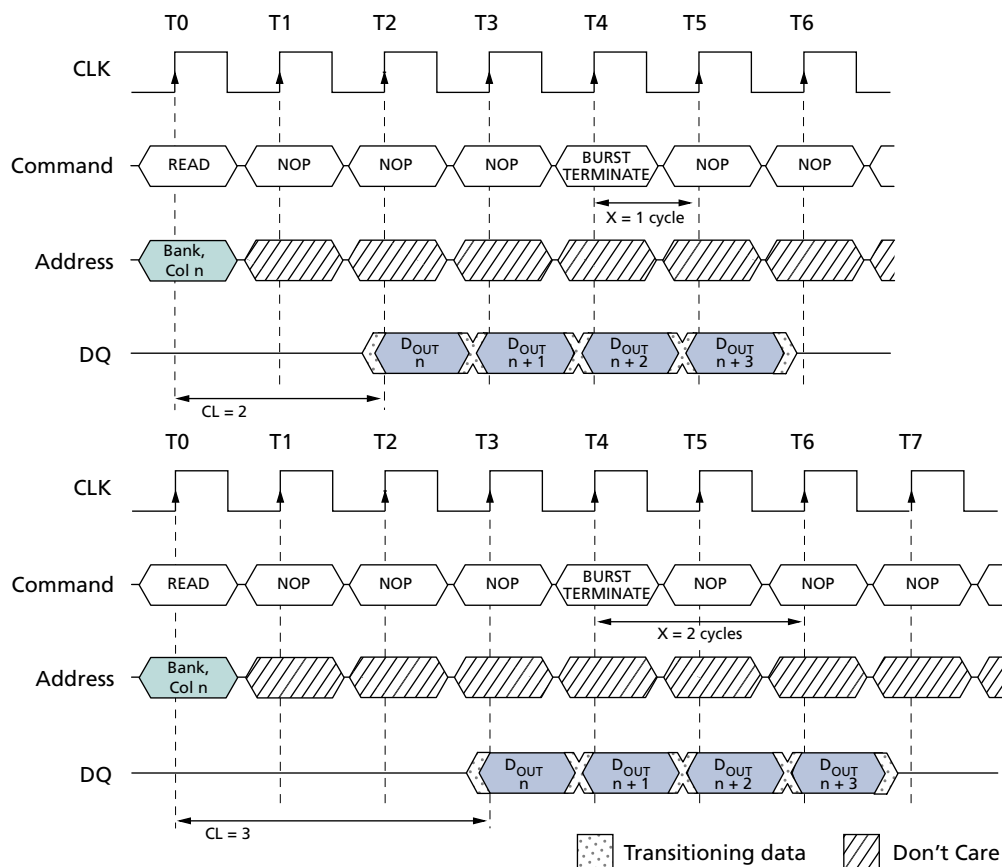 T0 T1 T2 T3 T4 T5 T6
CLK
Command READ NOP NOP NOP BURST TERMINATE NOP NOP
X = 1 cycle
Address Bank, Col n
DQ DOUT n DOUT n + 1 DOUT n + 2 DOUT n + 3
CL = 2
T0 T1 T2 T3 T4 T5 T6 T7
CLK
Command READ NOP NOP NOP BURST TERMINATE NOP NOP NOP
X = 2 cycles
Address Bank, Col n
DQ DOUT n DOUT n + 1 DOUT n + 2 DOUT n + 3
CL = 3
Transitioning data Don't Care